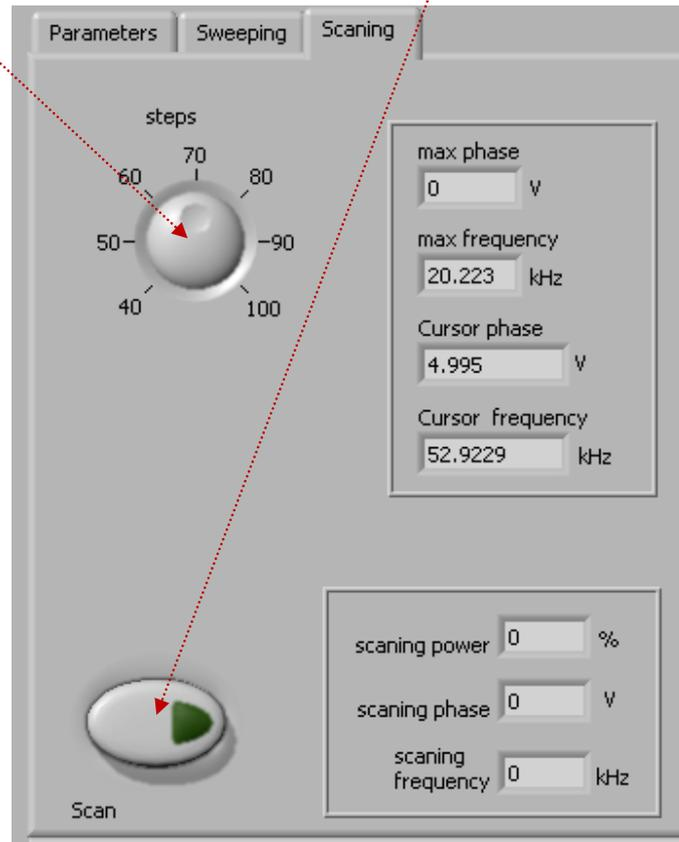 Parameters Sweeping Scaning
steps
70
60 80
50 90
40 100
max phase
0 V
max frequency
20.223 kHz
Cursor phase
4.995 V
Cursor frequency
52.9229 kHz
scaning power 0 %
scaning phase 0 V
scaning
frequency 0 kHz
Scan